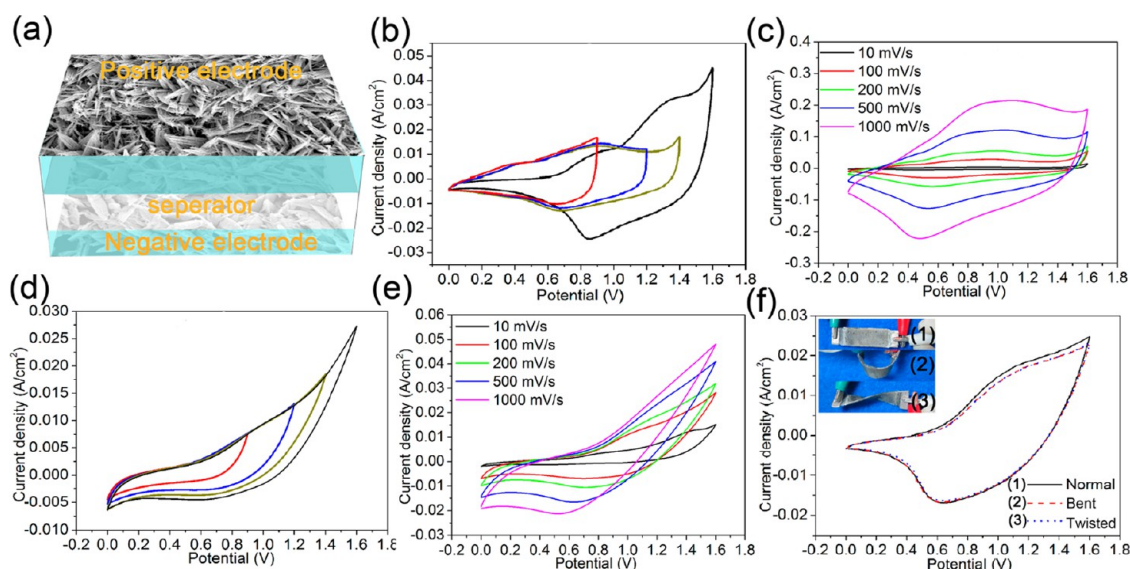 (a)
Positive electrode
seperator
Negative electrode
(b)
Current density (A/cm²)
0.05
0.04
0.03
0.02
0.01
0.00
-0.01
-0.02
-0.03
0.0 0.2 0.4 0.6 0.8 1.0 1.2 1.4 1.6 1.8
Potential (V)
(c)
Current density (A/cm²)
0.4
0.3
0.2
0.1
0.0
-0.1
-0.2
-0.3
10 mV/s
100 mV/s
200 mV/s
500 mV/s
1000 mV/s
-0.2 0.0 0.2 0.4 0.6 0.8 1.0 1.2 1.4 1.6 1.8
Potential (V)
(d)
Current density (A/cm²)
0.030
0.025
0.020
0.015
0.010
0.005
0.000
-0.005
-0.010
-0.2 0.0 0.2 0.4 0.6 0.8 1.0 1.2 1.4 1.6 1.8
Potential (V)
(e)
Current density (A/cm²)
0.06
0.05
0.04
0.03
0.02
0.01
0.00
-0.01
-0.02
-0.03
10 mV/s
100 mV/s
200 mV/s
500 mV/s
1000 mV/s
-0.2 0.0 0.2 0.4 0.6 0.8 1.0 1.2 1.4 1.6 1.8
Potential (V)
(f)
Current density (A/cm²)
0.03
0.02
0.01
0.00
-0.01
-0.02
(1)
(2)
(3)
(1) Normal
(2) Bent
(3) Twisted
-0.2 0.0 0.2 0.4 0.6 0.8 1.0 1.2 1.4 1.6 1.8
Potential (V)